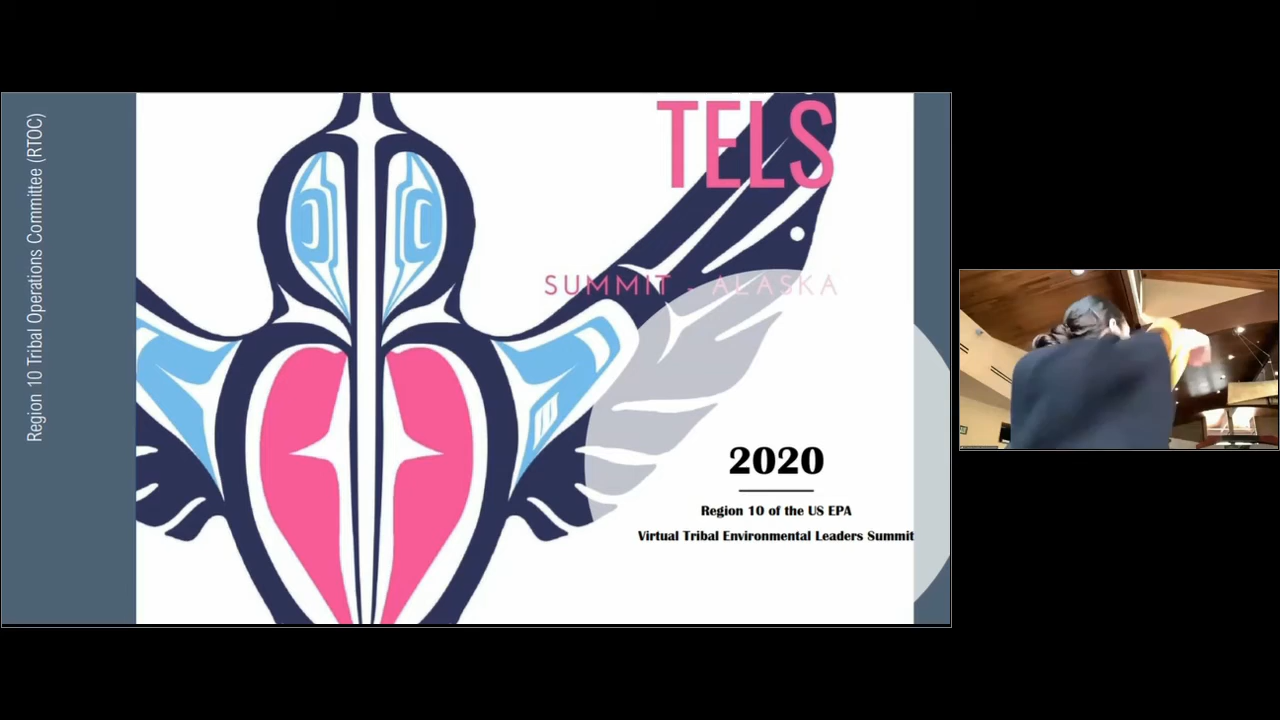 Region 10 Tribal Operations Committee (RTOC)
TELS
SUMMIT - ALASKA
2020
Region 10 of the US EPA
Virtual Tribal Environmental Leaders Summit